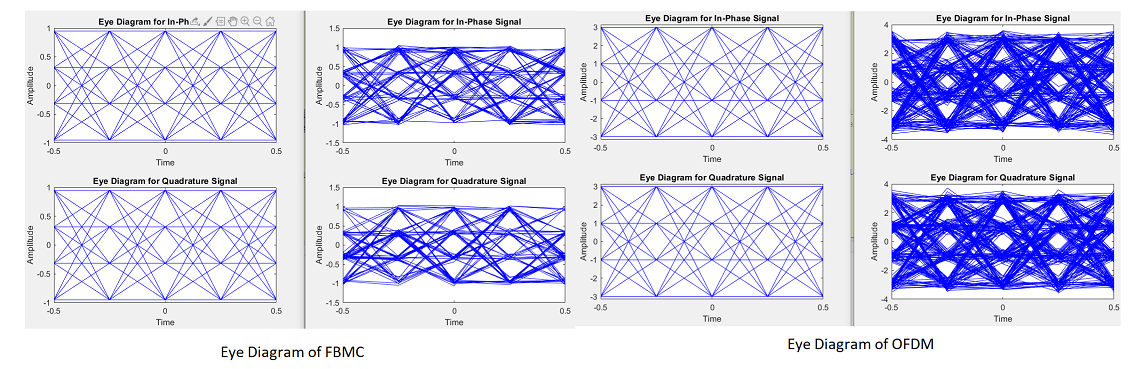 Eye Diagram for In-Ph
1
0.5
0
-0.5
-1
Amplitude
-0.5
0
0.5
Time
Eye Diagram for Quadrature Signal
1
0.5
0
-0.5
-1
Amplitude
-0.5
0
0.5
Time
Eye Diagram for In-Phase Signal
1.5
1
0.5
0
-0.5
-1
-1.5
Amplitude
-0.5
0
0.5
Time
Eye Diagram for Quadrature Signal
1.5
1
0.5
0
-0.5
-1
-1.5
Amplitude
-0.5
0
0.5
Time
Eye Diagram of FBMC
Eye Diagram for In-Phase Signal
3
2
1
0
-1
-2
-3
Amplitude
-0.5
0
0.5
Time
Eye Diagram for Quadrature Signal
3
2
1
0
-1
-2
-3
Amplitude
-0.5
0
0.5
Time
Eye Diagram for In-Phase Signal
4
2
0
-2
-4
Amplitude
-0.5
0
0.5
Time
Eye Diagram for Quadrature Signal
4
2
0
-2
-4
Amplitude
-0.5
0
0.5
Time
Eye Diagram of OFDM